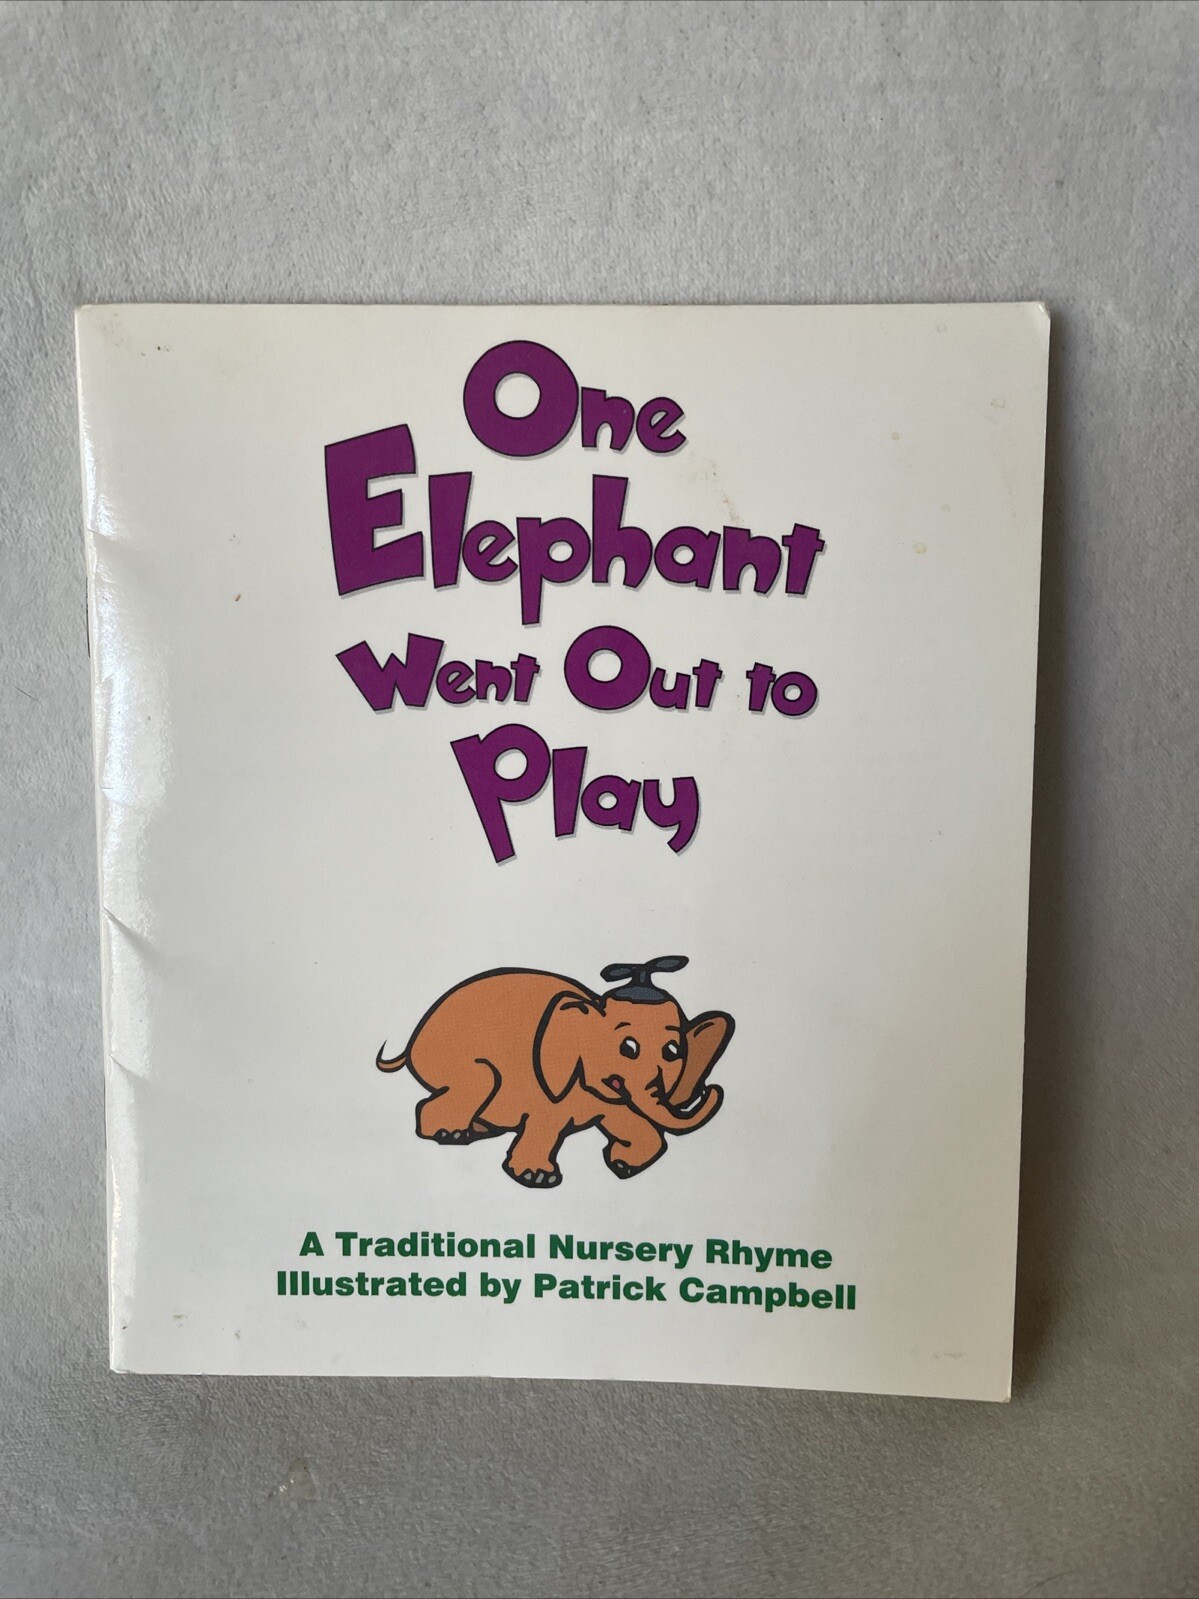 One
Elephant
Went Out to
Play
A Traditional Nursery Rhyme
Illustrated by Patrick Campbell